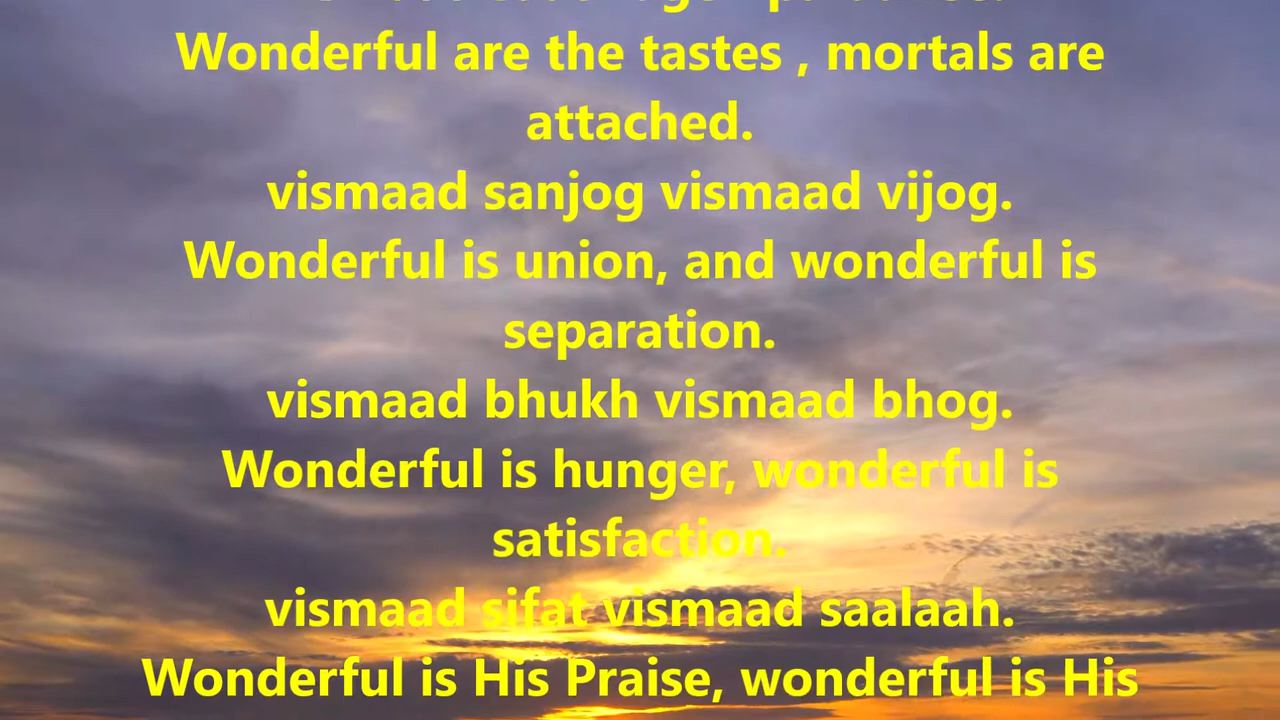 Wonderful are the tastes , mortals are
attached.
vismaad sanjog vismaad vijog.
Wonderful is union, and wonderful is
separation.
vismaad bhukh vismaad bhog.
Wonderful is hunger, wonderful is
satisfaction.
vismaad sifat vismaad saalaah.
Wonderful is His Praise, wonderful is His